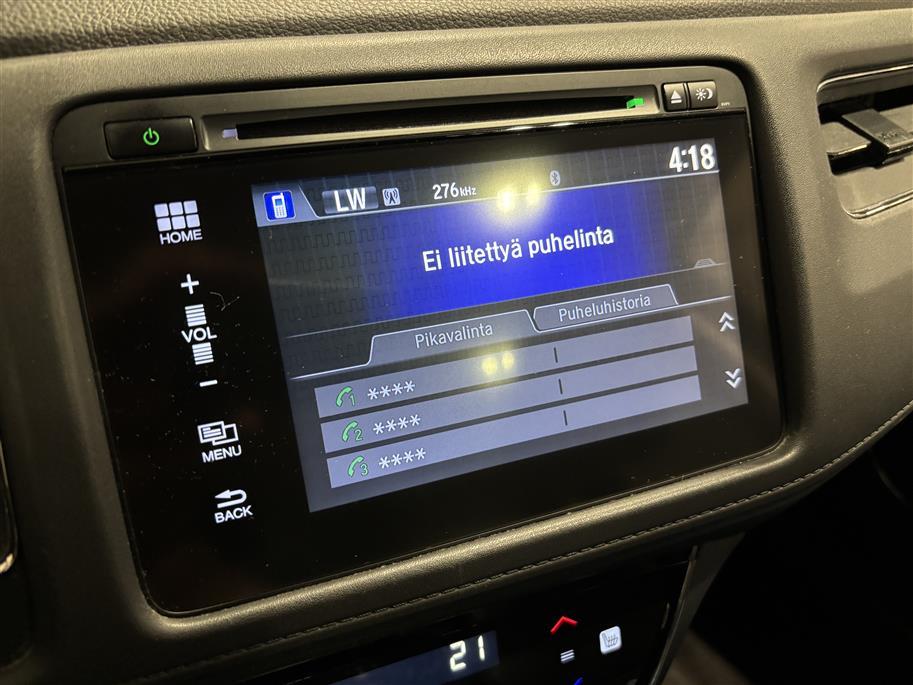 4:18
LW 276kHz
HOME
Ei liitettyä puhelinta
+
VOL
−
Pikavalinta Puheluhistoria
1 ****
2 ****
3 ****
MENU
BACK
21